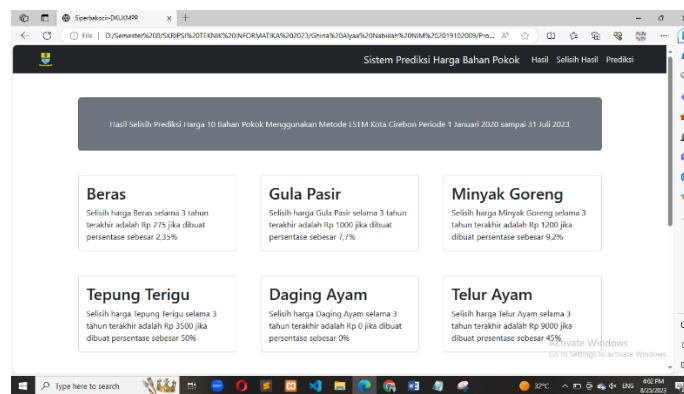 Siperbakocir-DKUKMPP
File | D:/Semester%208/SKRIPSI%20TEKNIK%20INFORMATIKA%202023/Ghina%20Alyaa%20Nabiilah%20NIM%202019102009/Pro...
Sistem Prediksi Harga Bahan Pokok Hasil Selisih Hasil Prediksi
Hasil Selisih Prediksi Harga 10 Bahan Pokok Menggunakan Metode LSTM Kota Cirebon Periode 1 Januari 2020 sampai 31 Juli 2023
Beras
Selisih harga Beras selama 3 tahun
terakhir adalah Rp 275 jika dibuat
persentase sebesar 2,35%
Gula Pasir
Selisih harga Gula Pasir selama 3 tahun
terakhir adalah Rp 1000 jika dibuat
persentase sebesar 7,7%
Minyak Goreng
Selisih harga Minyak Goreng selama 3
tahun terakhir adalah Rp 1200 jika
dibuat persentase sebesar 9,2%
Tepung Terigu
Selisih harga Tepung Terigu selama 3
tahun terakhir adalah Rp 3500 jika
dibuat persentase sebesar 50%
Daging Ayam
Selisih harga Daging Ayam selama 3
tahun terakhir adalah Rp 0 jika dibuat
persentase sebesar 0%
Telur Ayam
Selisih harga Telur Ayam selama 3
tahun terakhir adalah Rp 9000 jika
dibuat presentase sebesar 45%
Activate Windows
Go to Settings to activate Windows.
Type here to search
32°C
ENG
4:02 PM
8/25/2023